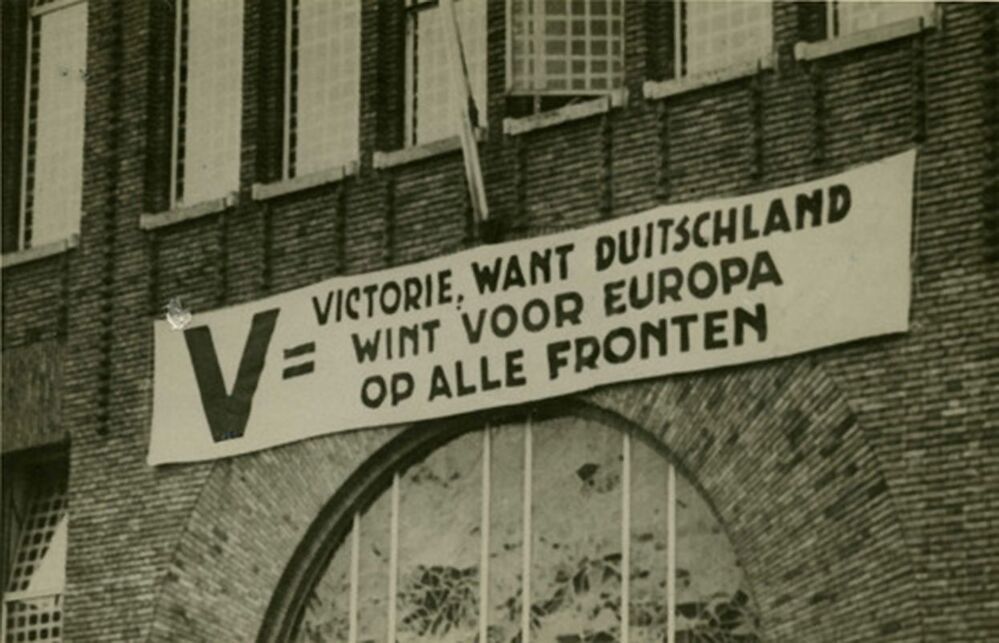 V = VICTORIE, WANT DUITSCHLAND
WINT VOOR EUROPA
OP ALLE FRONTEN